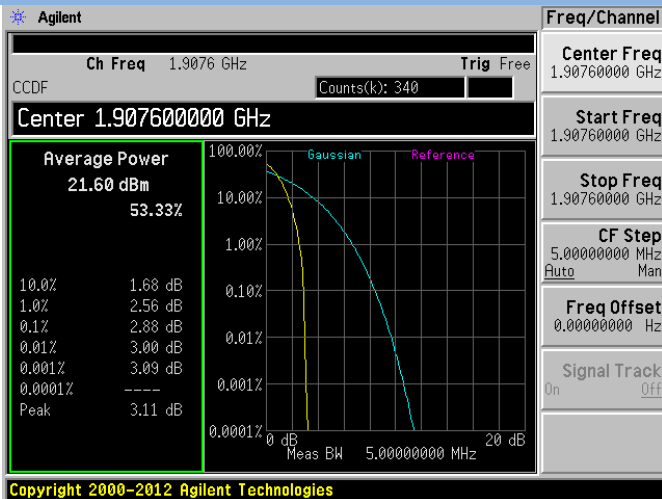 Agilent
Freq/Channel
Ch Freq 1.9076 GHz Trig Free
CCDF Counts(k): 340
Center 1.907600000 GHz
Average Power
21.60 dBm
53.33%
10.0% 1.68 dB
1.0% 2.56 dB
0.1% 2.88 dB
0.01% 3.00 dB
0.001% 3.09 dB
0.0001% ----
Peak 3.11 dB
Gaussian Reference
100.00%
10.00%
1.00%
0.10%
0.01%
0.001%
0.0001%
0 dB 20 dB
Meas BW 5.00000000 MHz
Center Freq
1.90760000 GHz
Start Freq
1.90760000 GHz
Stop Freq
1.90760000 GHz
CF Step
5.00000000 MHz
Auto Man
Freq Offset
0.00000000 Hz
Signal Track
On Off
Copyright 2000-2012 Agilent Technologies